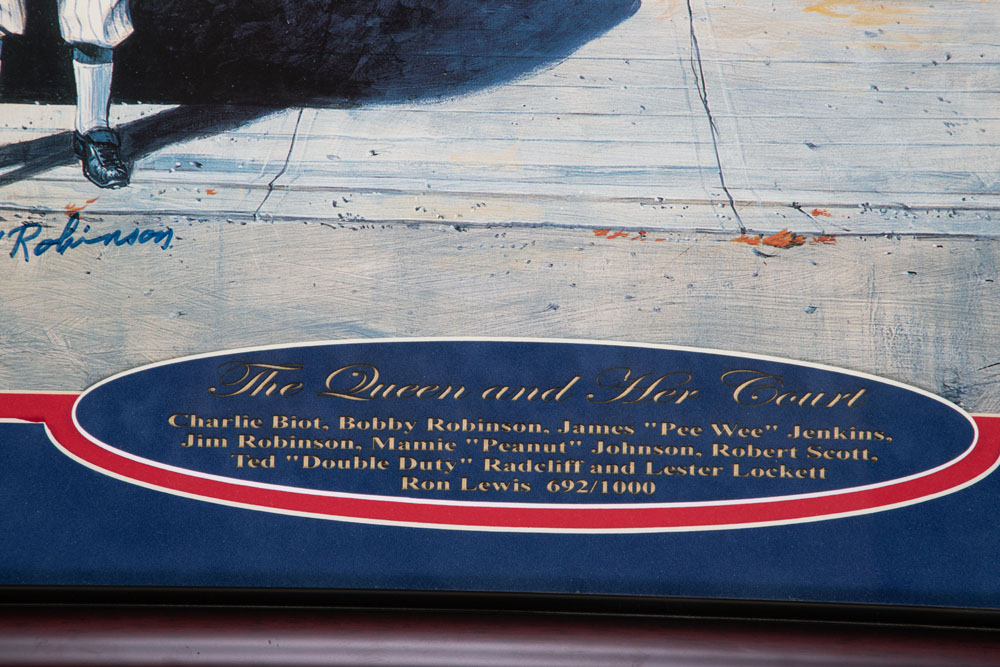 "Robinson
The Queen and Her Court
Charlie Biot, Bobby Robinson, James "Pee Wee" Jenkins,
Jim Robinson, Mamie "Peanut" Johnson, Robert Scott,
Ted "Double Duty" Radcliff and Lester Lockett
Ron Lewis 692/1000